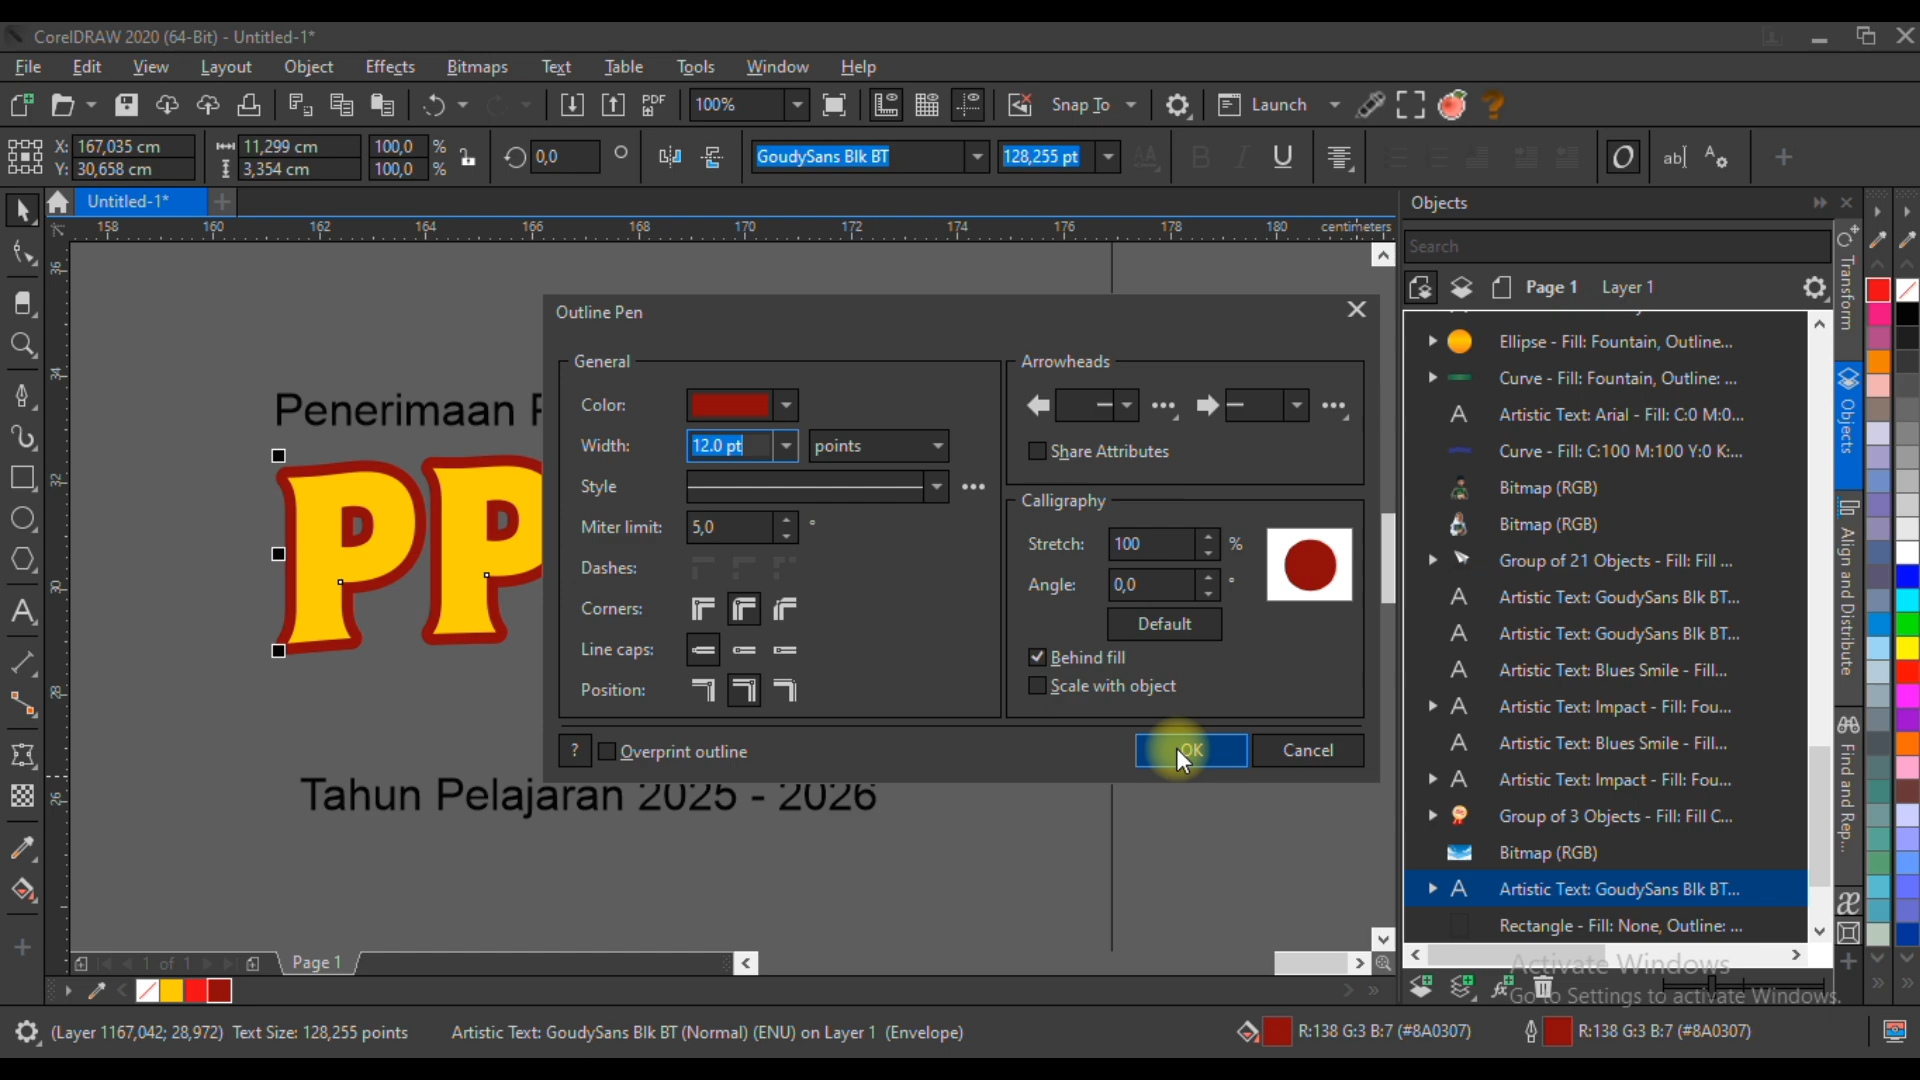 CorelDRAW 2020 (64-Bit) - Untitled-1*
File Edit View Layout Object Effects Bitmaps Text Table Tools Window Help
PDF 100% Snap To Launch
X: 167,035 cm 11,299 cm 100,0 %
Y: 30,658 cm 3,354 cm 100,0 %
0,0 GoudySans Blk BT 128,255 pt
Untitled-1*
158 160 162 164 166 168 170 172 174 176 178 180 centimeters
36 34 32 30 28 26
Penerimaan P
PP
Tahun Pelajaran 2025 - 2026
Outline Pen
General
Color:
Width: 12.0 pt points
Style
Miter limit: 5,0 °
Dashes:
Corners:
Line caps:
Position:
Arrowheads
Share Attributes
Calligraphy
Stretch: 100 %
Angle: 0,0 °
Default
Behind fill
Scale with object
? Overprint outline
OK Cancel
Objects
Search
Page 1 Layer 1
Ellipse - Fill: Fountain, Outline...
Curve - Fill: Fountain, Outline: ...
Artistic Text: Arial - Fill: C:0 M:0...
Curve - Fill: C:100 M:100 Y:0 K:...
Bitmap (RGB)
Bitmap (RGB)
Group of 21 Objects - Fill: Fill ...
Artistic Text: GoudySans Blk BT...
Artistic Text: GoudySans Blk BT...
Artistic Text: Blues Smile - Fill...
Artistic Text: Impact - Fill: Fou...
Artistic Text: Blues Smile - Fill...
Artistic Text: Impact - Fill: Fou...
Group of 3 Objects - Fill: Fill C...
Bitmap (RGB)
Artistic Text: GoudySans Blk BT...
Rectangle - Fill: None, Outline: ...
Transform
Objects
Align and Distribute
Find and Rep...
1 of 1 Page 1
Activate Windows
Go to Settings to activate Windows.
(Layer 1167,042; 28,972) Text Size: 128,255 points Artistic Text: GoudySans Blk BT (Normal) (ENU) on Layer 1 (Envelope) R:138 G:3 B:7 (#8A0307) R:138 G:3 B:7 (#8A0307)